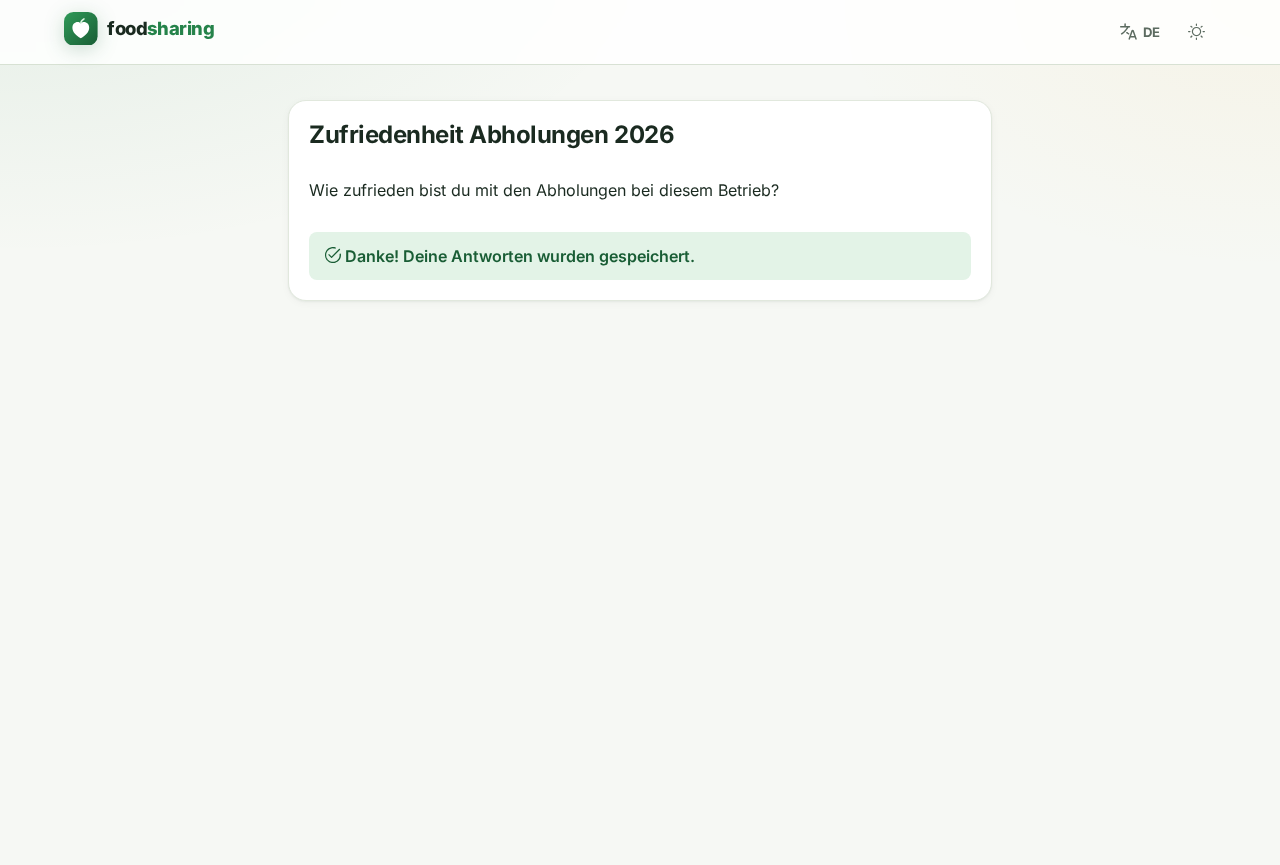 foodsharing
DE
Zufriedenheit Abholungen 2026
Wie zufrieden bist du mit den Abholungen bei diesem Betrieb?
Danke! Deine Antworten wurden gespeichert.